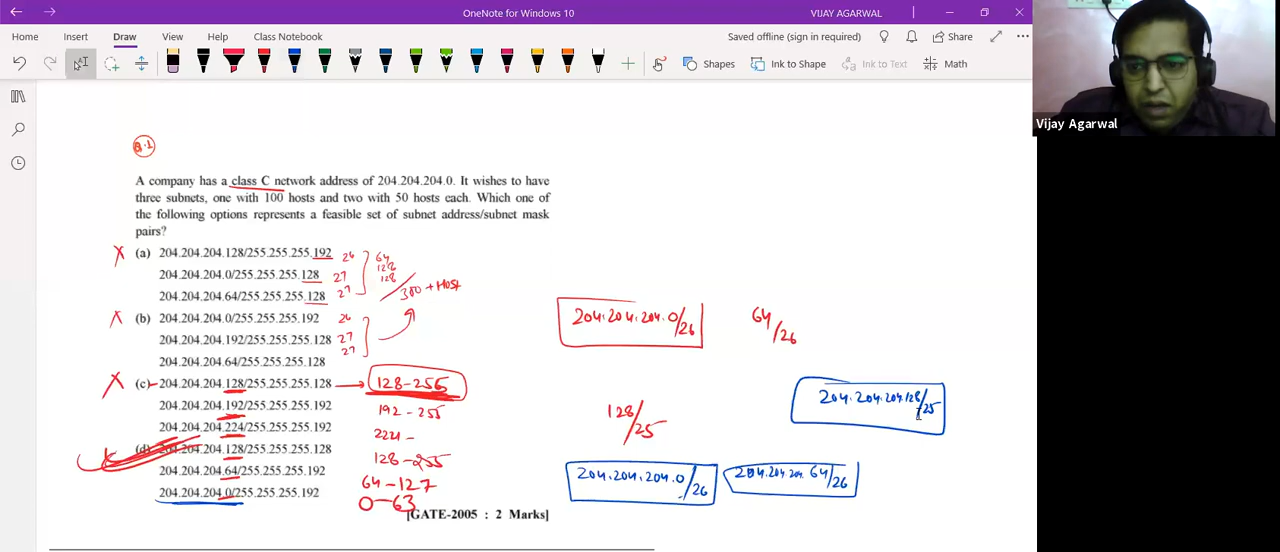 OneNote for Windows 10
VIJAY AGARWAL
Home Insert Draw View Help Class Notebook
Saved offline (sign in required)
Share
Shapes
Ink to Shape
Ink to Text
Math
Vijay Agarwal
Q.1
A company has a class C network address of 204.204.204.0. It wishes to have
three subnets, one with 100 hosts and two with 50 hosts each. Which one of
the following options represents a feasible set of subnet address/subnet mask
pairs?
X (a) 204.204.204.128/255.255.255.192 26 64
204.204.204.0/255.255.255.128 27 128
204.204.204.64/255.255.255.128 27 128
300 + Host
X (b) 204.204.204.0/255.255.255.192 26
204.204.204.192/255.255.255.128 27
204.204.204.64/255.255.255.128 27
204.204.204.0/26
64/26
X (c) 204.204.204.128/255.255.255.128 128-255
204.204.204.192/255.255.255.192 192-255
204.204.204.224/255.255.255.192
204.204.204.128/25
128/25
(d) 204.204.204.128/255.255.255.128 128-255
204.204.204.64/255.255.255.192 64-127
204.204.204.0/255.255.255.192 0-63
204.204.204.0/26
204.204.204.64/26
[GATE-2005 : 2 Marks]